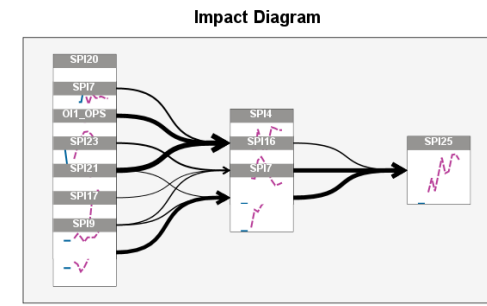 Impact Diagram
SPI20
SPI7
OI1_OPS
SPI23
SPI21
SPI17
SPI9
SPI4
SPI16
SPI7
SPI25